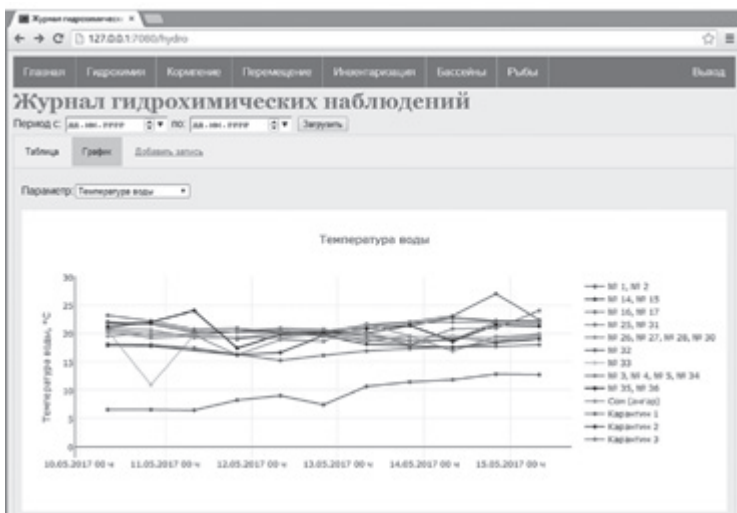 Журнал гидрохимическ ×
127.0.0.1:7080/hydro
Главная Гидрохимия Кормление Перемещение Инвентаризация Бассейны Рыбы Выход
Журнал гидрохимических наблюдений
Период с: дд.мм.гггг по: дд.мм.гггг Загрузить
Таблица График Добавить запись
Параметр: Температура воды
Температура воды
Температура воды, °C
30
25
20
15
10
5
0
10.05.2017 00 ч 11.05.2017 00 ч 12.05.2017 00 ч 13.05.2017 00 ч 14.05.2017 00 ч 15.05.2017 00 ч
№ 1, № 2
№ 14, № 15
№ 16, № 17
№ 25, № 31
№ 26, № 27, № 28, № 30
№ 32
№ 33
№ 3, № 4, № 5, № 34
№ 35, № 36
Сом (ангар)
Карантин 1
Карантин 2
Карантин 3